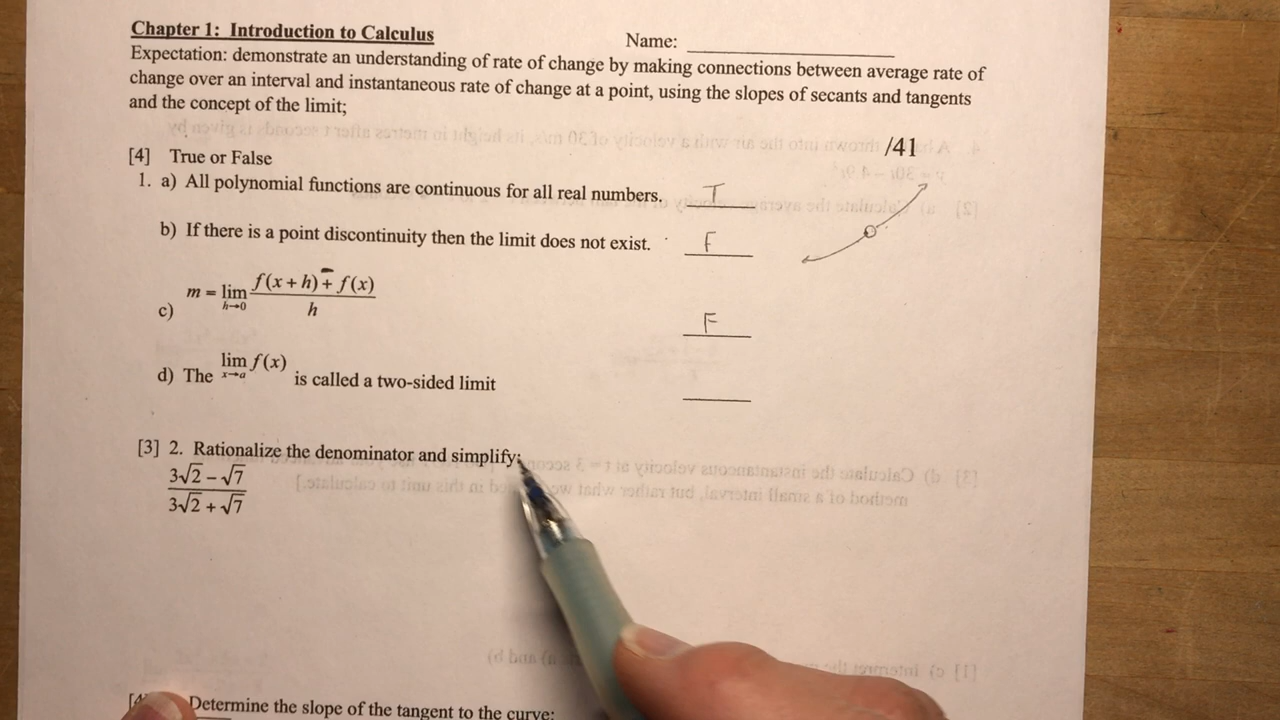 Chapter 1: Introduction to Calculus
Name: ____________
Expectation: demonstrate an understanding of rate of change by making connections between average rate of
change over an interval and instantaneous rate of change at a point, using the slopes of secants and tangents
and the concept of the limit;
/41
[4] True or False
1. a) All polynomial functions are continuous for all real numbers. T
b) If there is a point discontinuity then the limit does not exist. F
c) m = lim h→0 f(x + h) + f(x) / h F
d) The lim x→a f(x) is called a two-sided limit ____
[3] 2. Rationalize the denominator and simplify:
3√2 − √7
3√2 + √7
Determine the slope of the tangent to the curve: